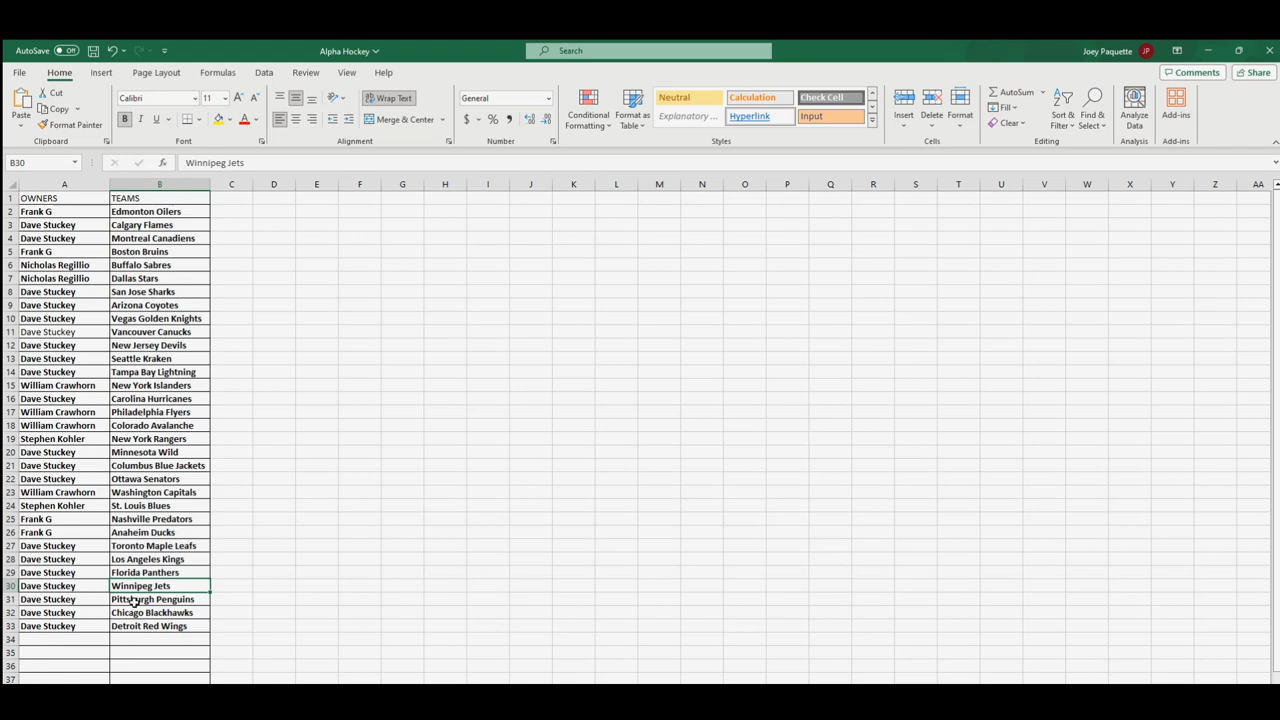 AutoSave Off Alpha Hockey Search Joey Paquette JP
File Home Insert Page Layout Formulas Data Review View Help Comments Share
Paste Cut Copy Format Painter Clipboard
Calibri 11 A A B I U A Font
Wrap Text Merge & Center Alignment
General $ % Number
Conditional Formatting Format as Table
Neutral Calculation Check Cell
Explanatory ... Hyperlink Input Styles
Insert Delete Format Cells
AutoSum Fill Clear Sort & Filter Find & Select Editing
Analyze Data Analysis
Add-ins Add-ins
B30 fx Winnipeg Jets
A B C D E F G H I J K L M N O P Q R S T U V W X Y Z AA
1 OWNERS TEAMS
2 Frank G Edmonton Oilers
3 Dave Stuckey Calgary Flames
4 Dave Stuckey Montreal Canadiens
5 Frank G Boston Bruins
6 Nicholas Regillio Buffalo Sabres
7 Nicholas Regillio Dallas Stars
8 Dave Stuckey San Jose Sharks
9 Dave Stuckey Arizona Coyotes
10 Dave Stuckey Vegas Golden Knights
11 Dave Stuckey Vancouver Canucks
12 Dave Stuckey New Jersey Devils
13 Dave Stuckey Seattle Kraken
14 Dave Stuckey Tampa Bay Lightning
15 William Crawhorn New York Islanders
16 Dave Stuckey Carolina Hurricanes
17 William Crawhorn Philadelphia Flyers
18 William Crawhorn Colorado Avalanche
19 Stephen Kohler New York Rangers
20 Dave Stuckey Minnesota Wild
21 Dave Stuckey Columbus Blue Jackets
22 Dave Stuckey Ottawa Senators
23 William Crawhorn Washington Capitals
24 Stephen Kohler St. Louis Blues
25 Frank G Nashville Predators
26 Frank G Anaheim Ducks
27 Dave Stuckey Toronto Maple Leafs
28 Dave Stuckey Los Angeles Kings
29 Dave Stuckey Florida Panthers
30 Dave Stuckey Winnipeg Jets
31 Dave Stuckey Pittsburgh Penguins
32 Dave Stuckey Chicago Blackhawks
33 Dave Stuckey Detroit Red Wings
34
35
36
37